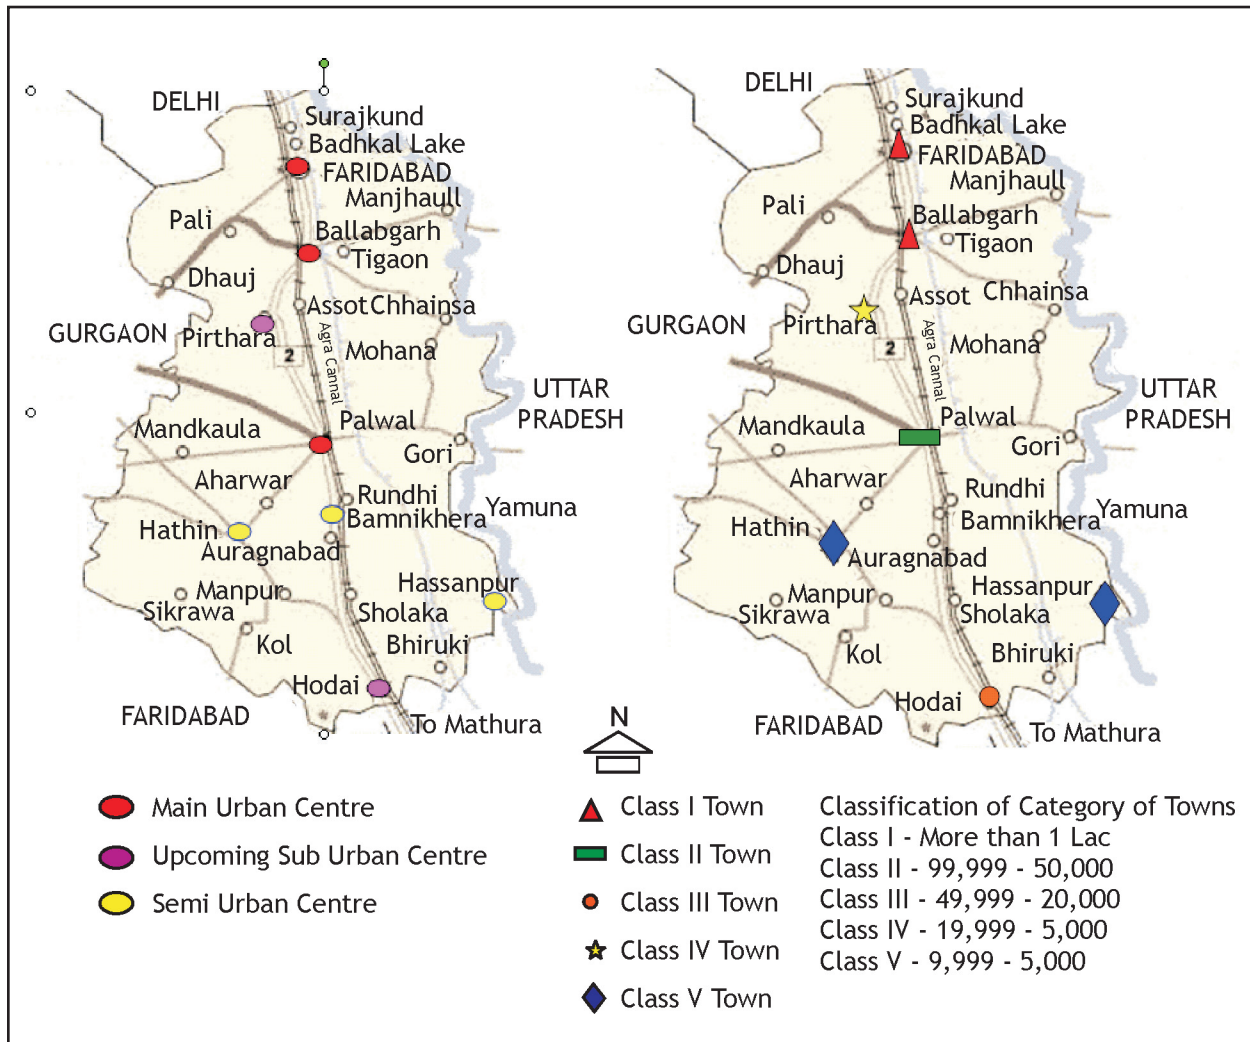 DELHI
Surajkund
Badhkal Lake
FARIDABAD
Manjhaull
Pali
Ballabgarh
Tigaon
Dhauj
Assot
Chhainsa
GURGAON
Pirthara
2
Agra Cannal
Mohana
UTTAR
PRADESH
Palwal
Mandkaula
Gori
Aharwar
Rundhi
Yamuna
Hathin
Bamnikhera
Auragnabad
Hassanpur
Manpur
Sikrawa
Sholaka
Kol
Bhiruki
Hodai
FARIDABAD
To Mathura
DELHI
Surajkund
Badhkal Lake
FARIDABAD
Manjhaull
Pali
Ballabgarh
Tigaon
Dhauj
Assot
Chhainsa
GURGAON
Pirthara
2
Agra Cannal
Mohana
UTTAR
PRADESH
Palwal
Mandkaula
Gori
Aharwar
Rundhi
Yamuna
Hathin
Bamnikhera
Auragnabad
Hassanpur
Manpur
Sikrawa
Sholaka
Kol
Bhiruki
Hodai
FARIDABAD
To Mathura
N
Main Urban Centre
Upcoming Sub Urban Centre
Semi Urban Centre
Class I Town
Class II Town
Class III Town
Class IV Town
Class V Town
Classification of Category of Towns
Class I - More than 1 Lac
Class II - 99,999 - 50,000
Class III - 49,999 - 20,000
Class IV - 19,999 - 5,000
Class V - 9,999 - 5,000